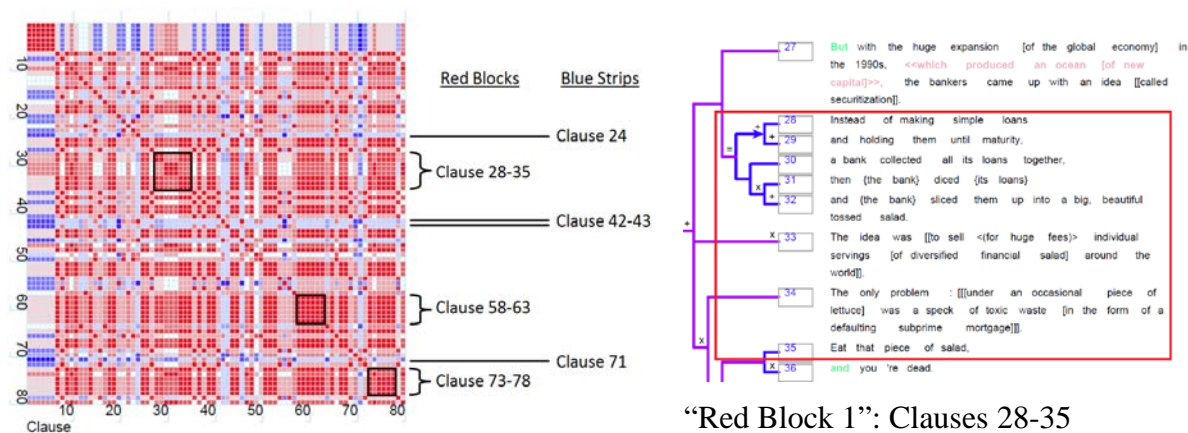 Red Blocks
Blue Strips
Clause 24
Clause 28-35
Clause 42-43
Clause 58-63
Clause 71
Clause 73-78
10
20
30
40
50
60
70
80
10 20 30 40 50 60 70 80
Clause
27 But with the huge expansion [of the global economy] in
the 1990s, <<which produced an ocean [of new
capital]>>, the bankers came up with an idea [[called
securitization]].
28 Instead of making simple loans
29 and holding them until maturity,
30 a bank collected all its loans together,
31 then {the bank} diced {its loans}
32 and {the bank} sliced them up into a big, beautiful
tossed salad.
33 The idea was [[to sell <(for huge fees)> individual
servings [of diversified financial salad] around the
world]].
34 The only problem : [[[under an occasional piece of
lettuce] was a speck of toxic waste [in the form of a
defaulting subprime mortgage]]].
35 Eat that piece of salad,
36 and you 're dead.
+
=
+
+
x
+
x
x
x
“Red Block 1”: Clauses 28-35